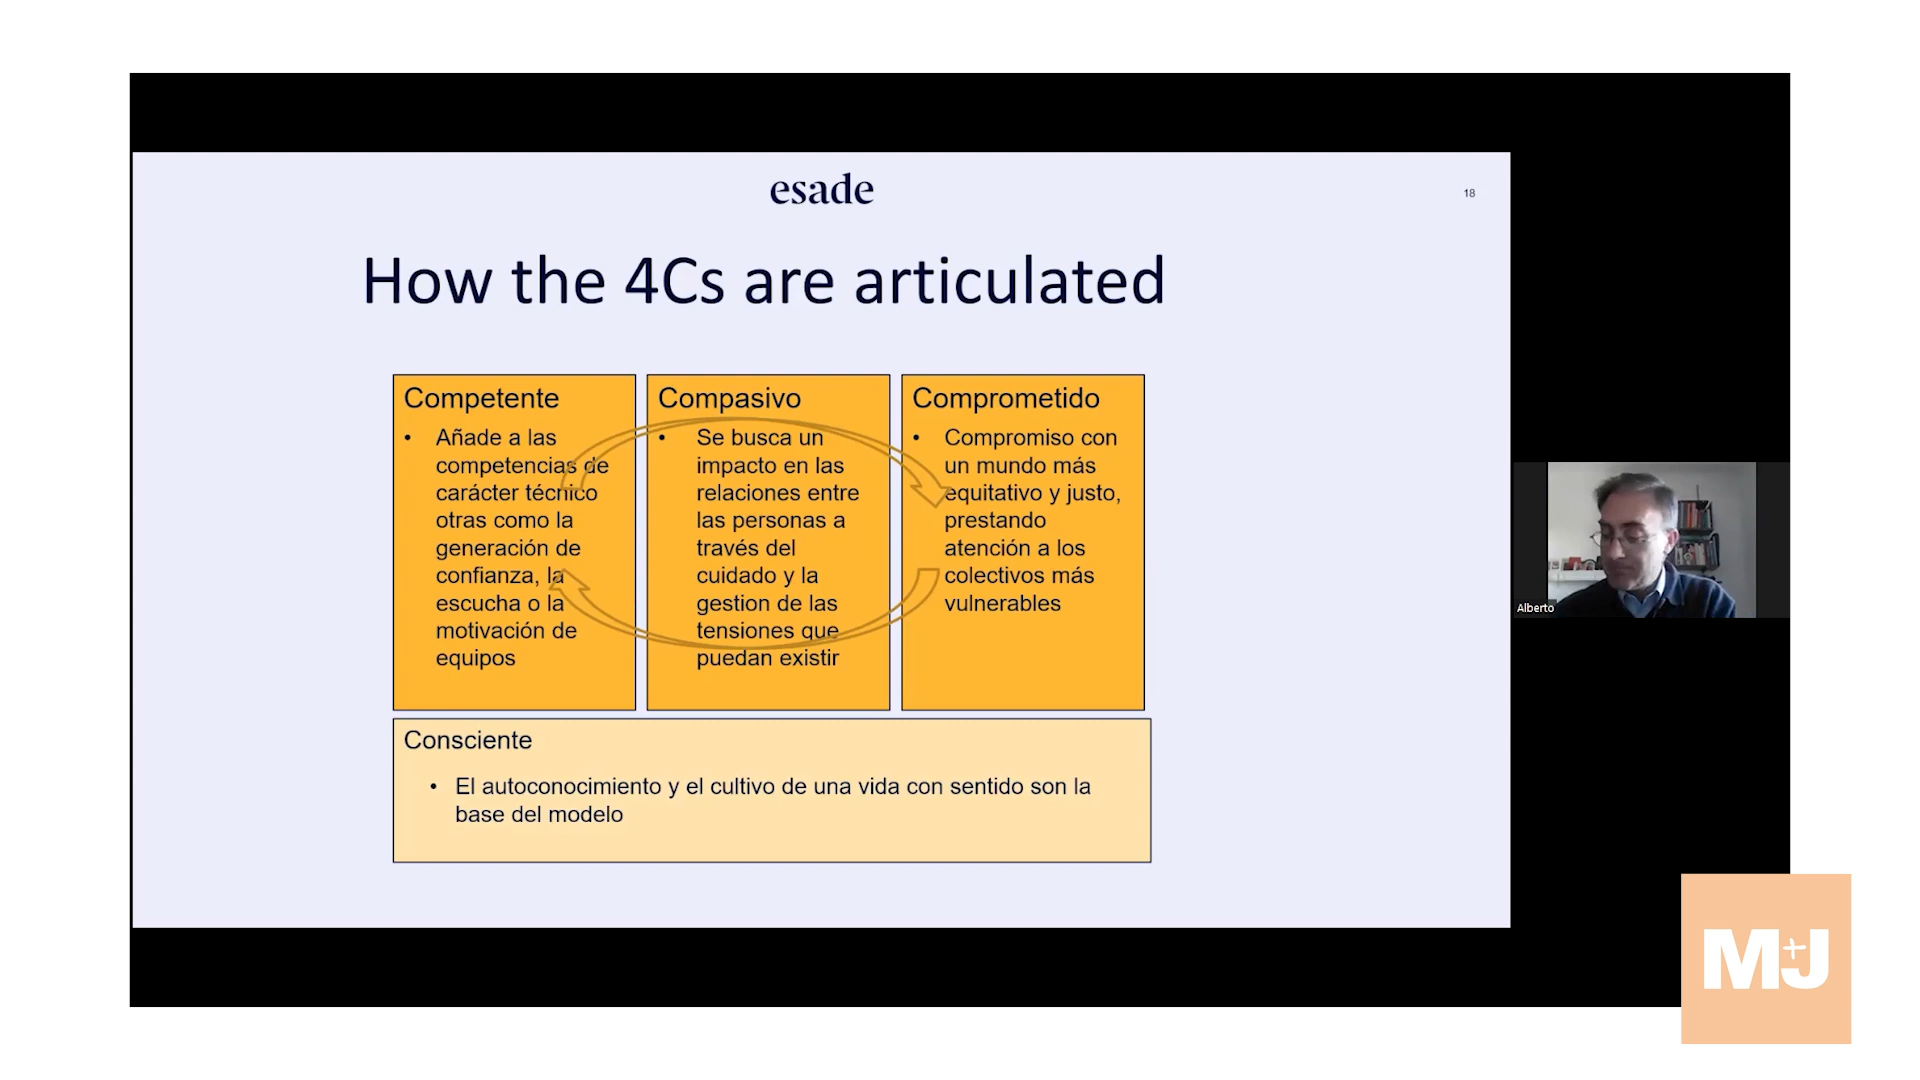 esade
18
How the 4Cs are articulated
Competente
• Añade a las
competencias de
carácter técnico
otras como la
generación de
confianza, la
escucha o la
motivación de
equipos
Compasivo
• Se busca un
impacto en las
relaciones entre
las personas a
través del
cuidado y la
gestion de las
tensiones que
puedan existir
Comprometido
• Compromiso con
un mundo más
equitativo y justo,
prestando
atención a los
colectivos más
vulnerables
Consciente
• El autoconocimiento y el cultivo de una vida con sentido son la
base del modelo
Alberto
M+J